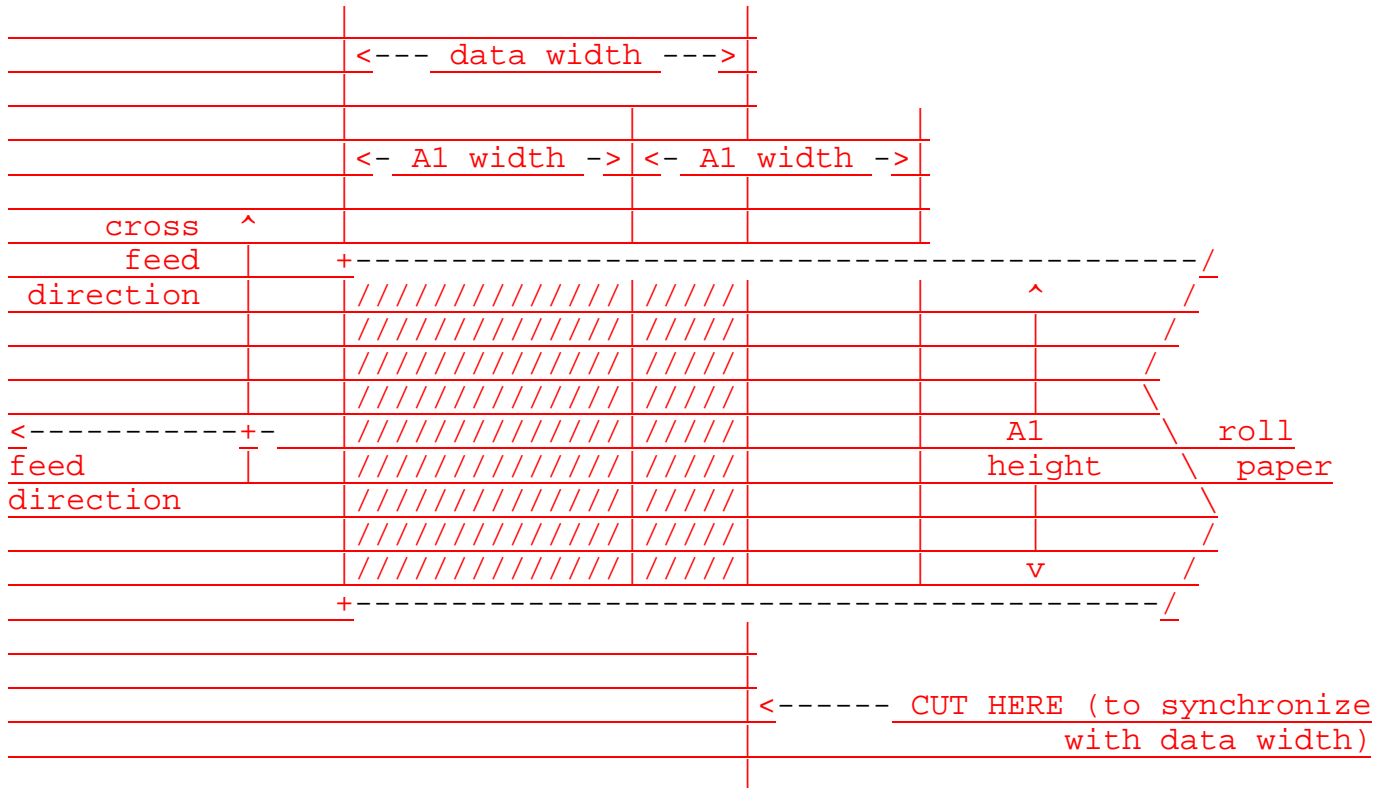 |                    |
|<--- data width --->|
|                    |
|              |     |        |
|<- A1 width ->|<- A1 width ->|
|              |     |        |
cross  ^    |              |     |        |
feed  |    +--------------------------------------------/
direction  |    |//////////////|/////|        |     ^       /
|    |//////////////|/////|        |     |      /
|    |//////////////|/////|        |     |     /
|    |//////////////|/////|        |     |     \
<-----------+-   |//////////////|/////|        |    A1      \  roll
feed        |    |//////////////|/////|        |   height    \  paper
direction        |//////////////|/////|        |     |        \
|//////////////|/////|        |     |        /
|//////////////|/////|        |     v       /
+------------------------------------------/
|
|
|<------ CUT HERE (to synchronize
|                with data width)
|